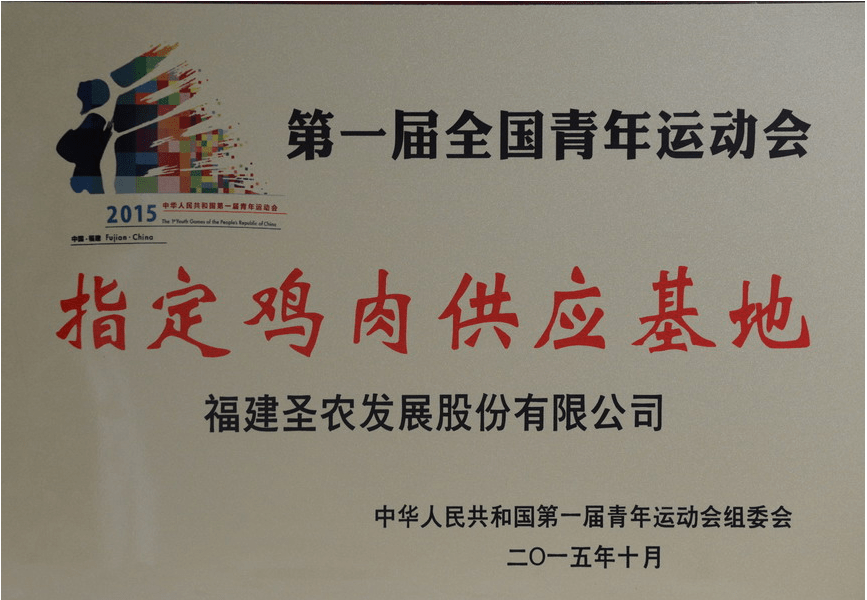 第一届全国青年运动会
2015 中华人民共和国第一届青年运动会
The 1st Youth Games of the People's Republic of China
中国·福建 Fujian·China
指定鸡肉供应基地
福建圣农发展股份有限公司
中华人民共和国第一届青年运动会组委会
二〇一五年十月